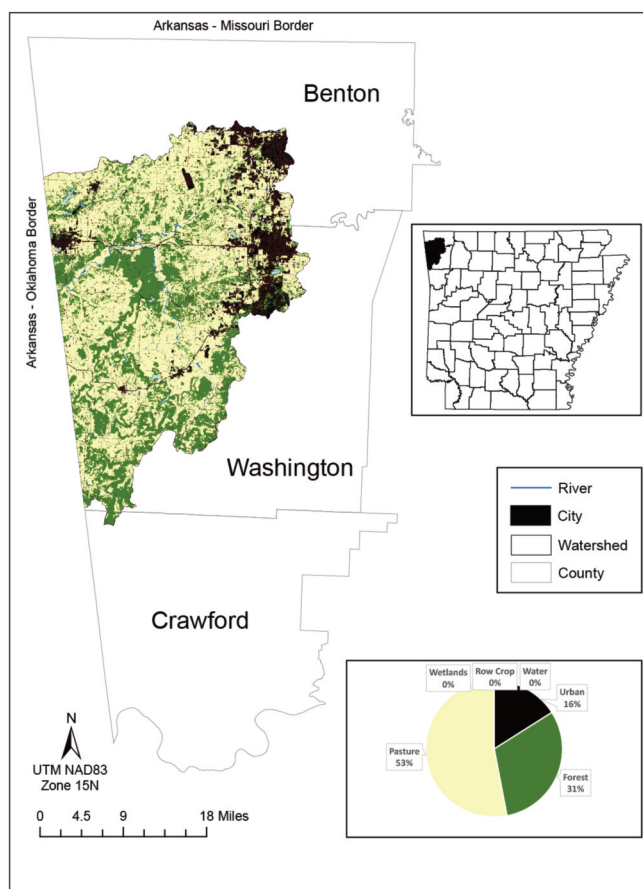 Arkansas - Missouri Border
Benton
Arkansas - Oklahoma Border
Washington
Crawford
River
City
Watershed
County
N
UTM NAD83
Zone 15N
0 4.5 9 18 Miles
Wetlands
0%
Row Crop
0%
Water
0%
Urban
16%
Pasture
53%
Forest
31%